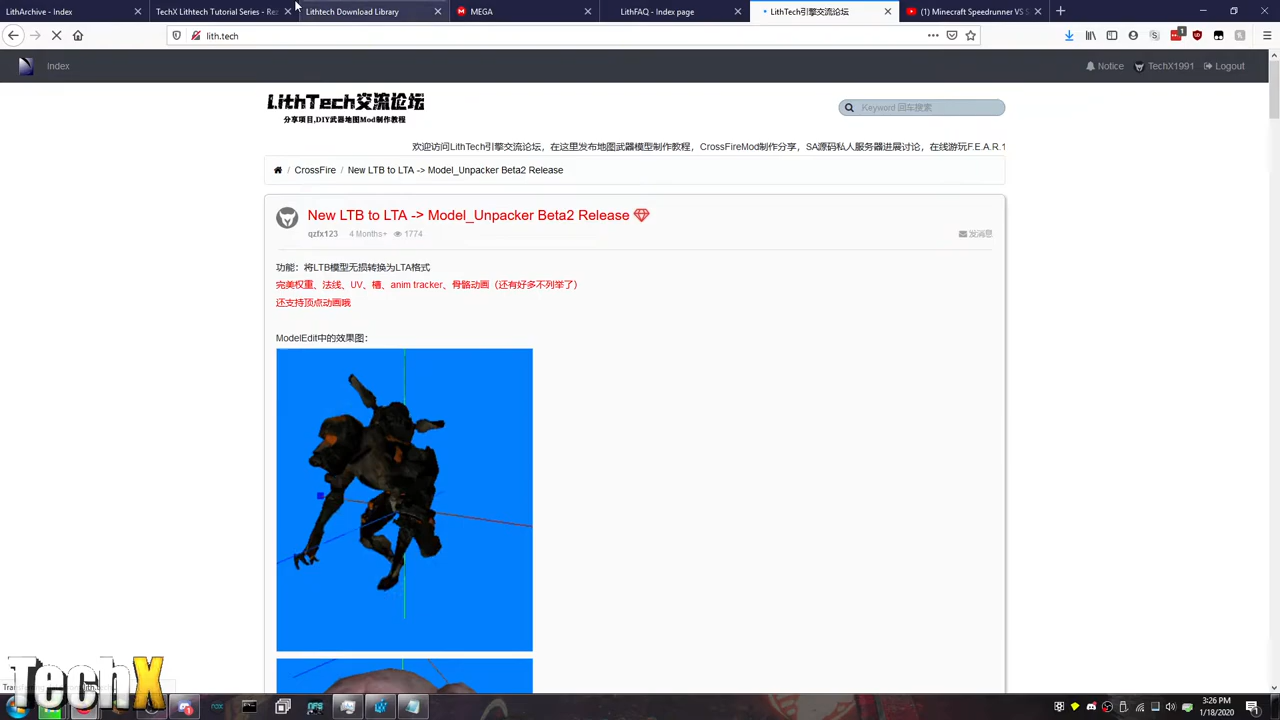 LithArchive - Index
TechX Lithtech Tutorial Series - Re
Lithtech Download Library
MEGA
LithFAQ - Index page
LithTech引擎交流论坛
(1) Minecraft Speedrunner VS
lith.tech
Index
Notice
TechX1991
Logout
LithTech交流论坛
分享项目,DIY武器地图Mod制作教程
Keyword 回车搜索
欢迎访问LithTech引擎交流论坛，在这里发布地图武器模型制作教程，CrossFireMod制作分享，SA源码私人服务器进展讨论，在线游玩F.E.A.R.1
/ CrossFire / New LTB to LTA -> Model_Unpacker Beta2 Release
New LTB to LTA -> Model_Unpacker Beta2 Release
qzfx123 4 Months+ 1774
发消息
功能：将LTB模型无损转换为LTA格式
完美权重、法线、UV、槽、anim tracker、骨骼动画（还有好多不列举了）
还支持顶点动画哦
ModelEdit中的效果图：
TechX
3:26 PM
1/18/2020